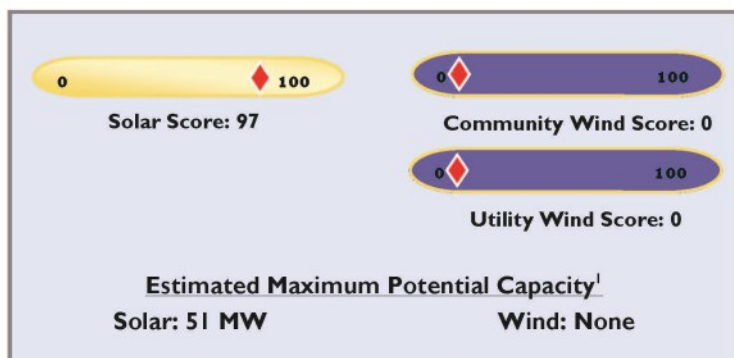 0 100
Solar Score: 97
0 100
Community Wind Score: 0
0 100
Utility Wind Score: 0
Estimated Maximum Potential Capacity¹
Solar: 51 MW
Wind: None